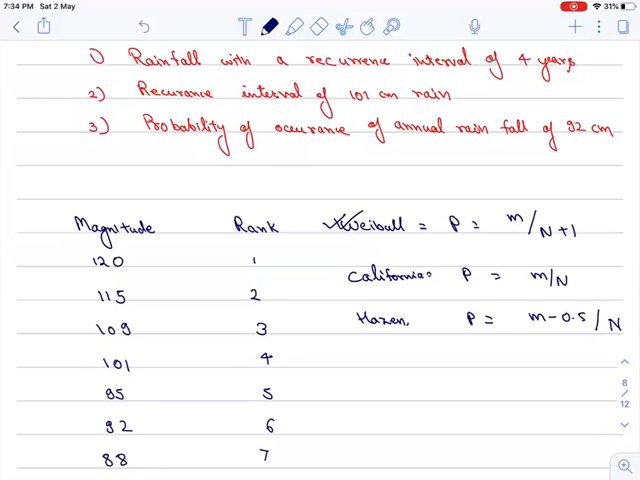 7:34 PM Sat 2 May
31%
1) Rainfall with a recurrence interval of 4 years
2) Recurance interval of 101 cm rain
3) Probability of occurance of annual rain fall of 92 cm
Magnitude Rank Weiball = P = m/N+1
120 1
California = P = m/N
115 2
Hazen, P = m-0.5/N
109 3
101 4
95 5
92 6
88 7
8
12